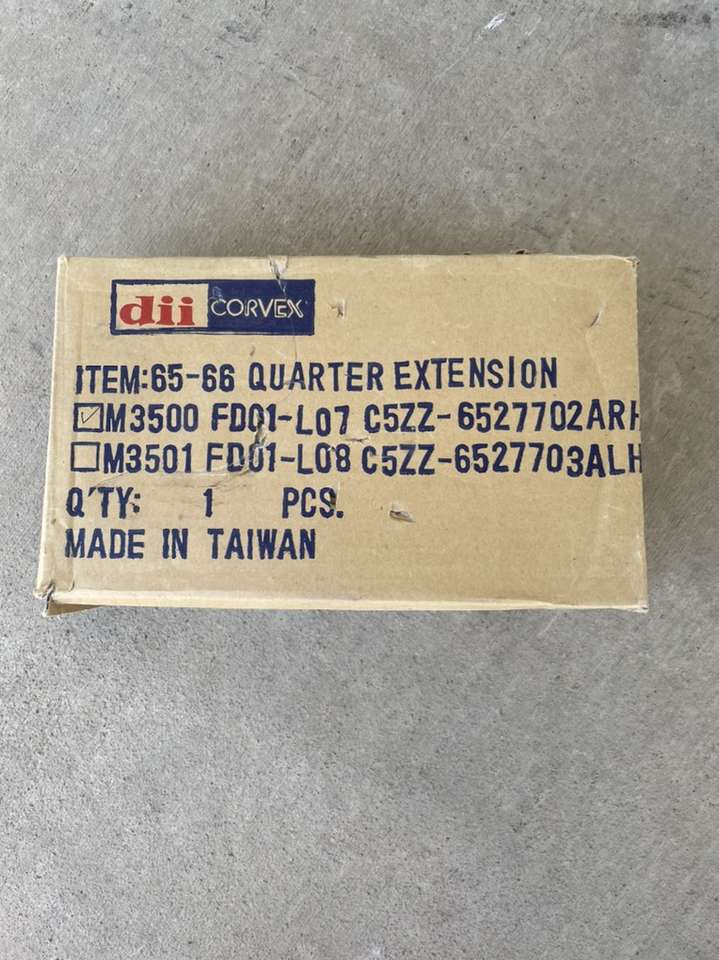 dii CORVEX
ITEM:65-66 QUARTER EXTENSION
☑M3500 FD01-L07 C5ZZ-6527702ARH
☐M3501 FD01-L08 C5ZZ-6527703ALH
Q'TY: 1 PCS.
MADE IN TAIWAN